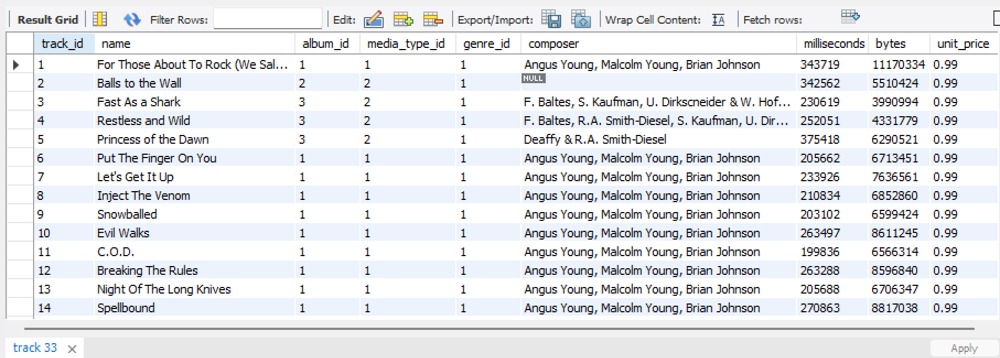 Result Grid Filter Rows: Edit: Export/Import: Wrap Cell Content: IA Fetch rows:
track_id name album_id media_type_id genre_id composer milliseconds bytes unit_price
1 For Those About To Rock (We Sal... 1 1 1 Angus Young, Malcolm Young, Brian Johnson 343719 11170334 0.99
2 Balls to the Wall 2 2 1 NULL 342562 5510424 0.99
3 Fast As a Shark 3 2 1 F. Baltes, S. Kaufman, U. Dirkscneider & W. Hof... 230619 3990994 0.99
4 Restless and Wild 3 2 1 F. Baltes, R.A. Smith-Diesel, S. Kaufman, U. Dir... 252051 4331779 0.99
5 Princess of the Dawn 3 2 1 Deaffy & R.A. Smith-Diesel 375418 6290521 0.99
6 Put The Finger On You 1 1 1 Angus Young, Malcolm Young, Brian Johnson 205662 6713451 0.99
7 Let's Get It Up 1 1 1 Angus Young, Malcolm Young, Brian Johnson 233926 7636561 0.99
8 Inject The Venom 1 1 1 Angus Young, Malcolm Young, Brian Johnson 210834 6852860 0.99
9 Snowballed 1 1 1 Angus Young, Malcolm Young, Brian Johnson 203102 6599424 0.99
10 Evil Walks 1 1 1 Angus Young, Malcolm Young, Brian Johnson 263497 8611245 0.99
11 C.O.D. 1 1 1 Angus Young, Malcolm Young, Brian Johnson 199836 6566314 0.99
12 Breaking The Rules 1 1 1 Angus Young, Malcolm Young, Brian Johnson 263288 8596840 0.99
13 Night Of The Long Knives 1 1 1 Angus Young, Malcolm Young, Brian Johnson 205688 6706347 0.99
14 Spellbound 1 1 1 Angus Young, Malcolm Young, Brian Johnson 270863 8817038 0.99
track 33 Apply